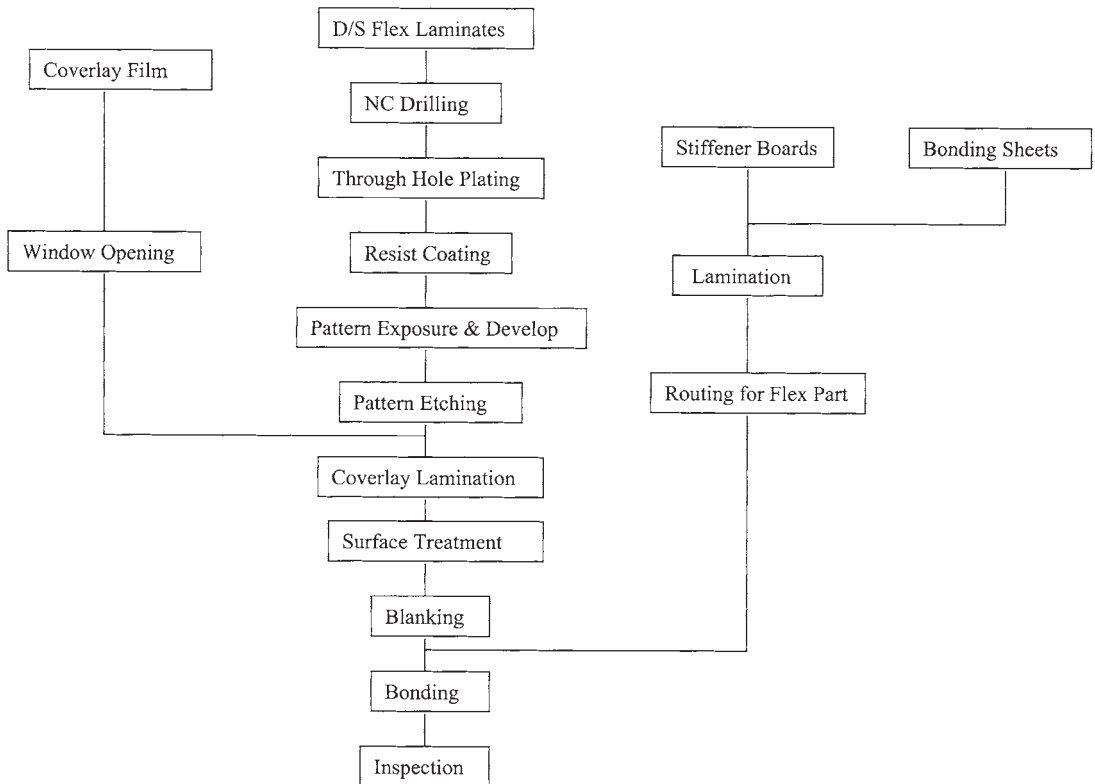 D/S Flex Laminates
Coverlay Film
NC Drilling
Stiffener Boards
Bonding Sheets
Through Hole Plating
Window Opening
Resist Coating
Lamination
Pattern Exposure & Develop
Routing for Flex Part
Pattern Etching
Coverlay Lamination
Surface Treatment
Blanking
Bonding
Inspection